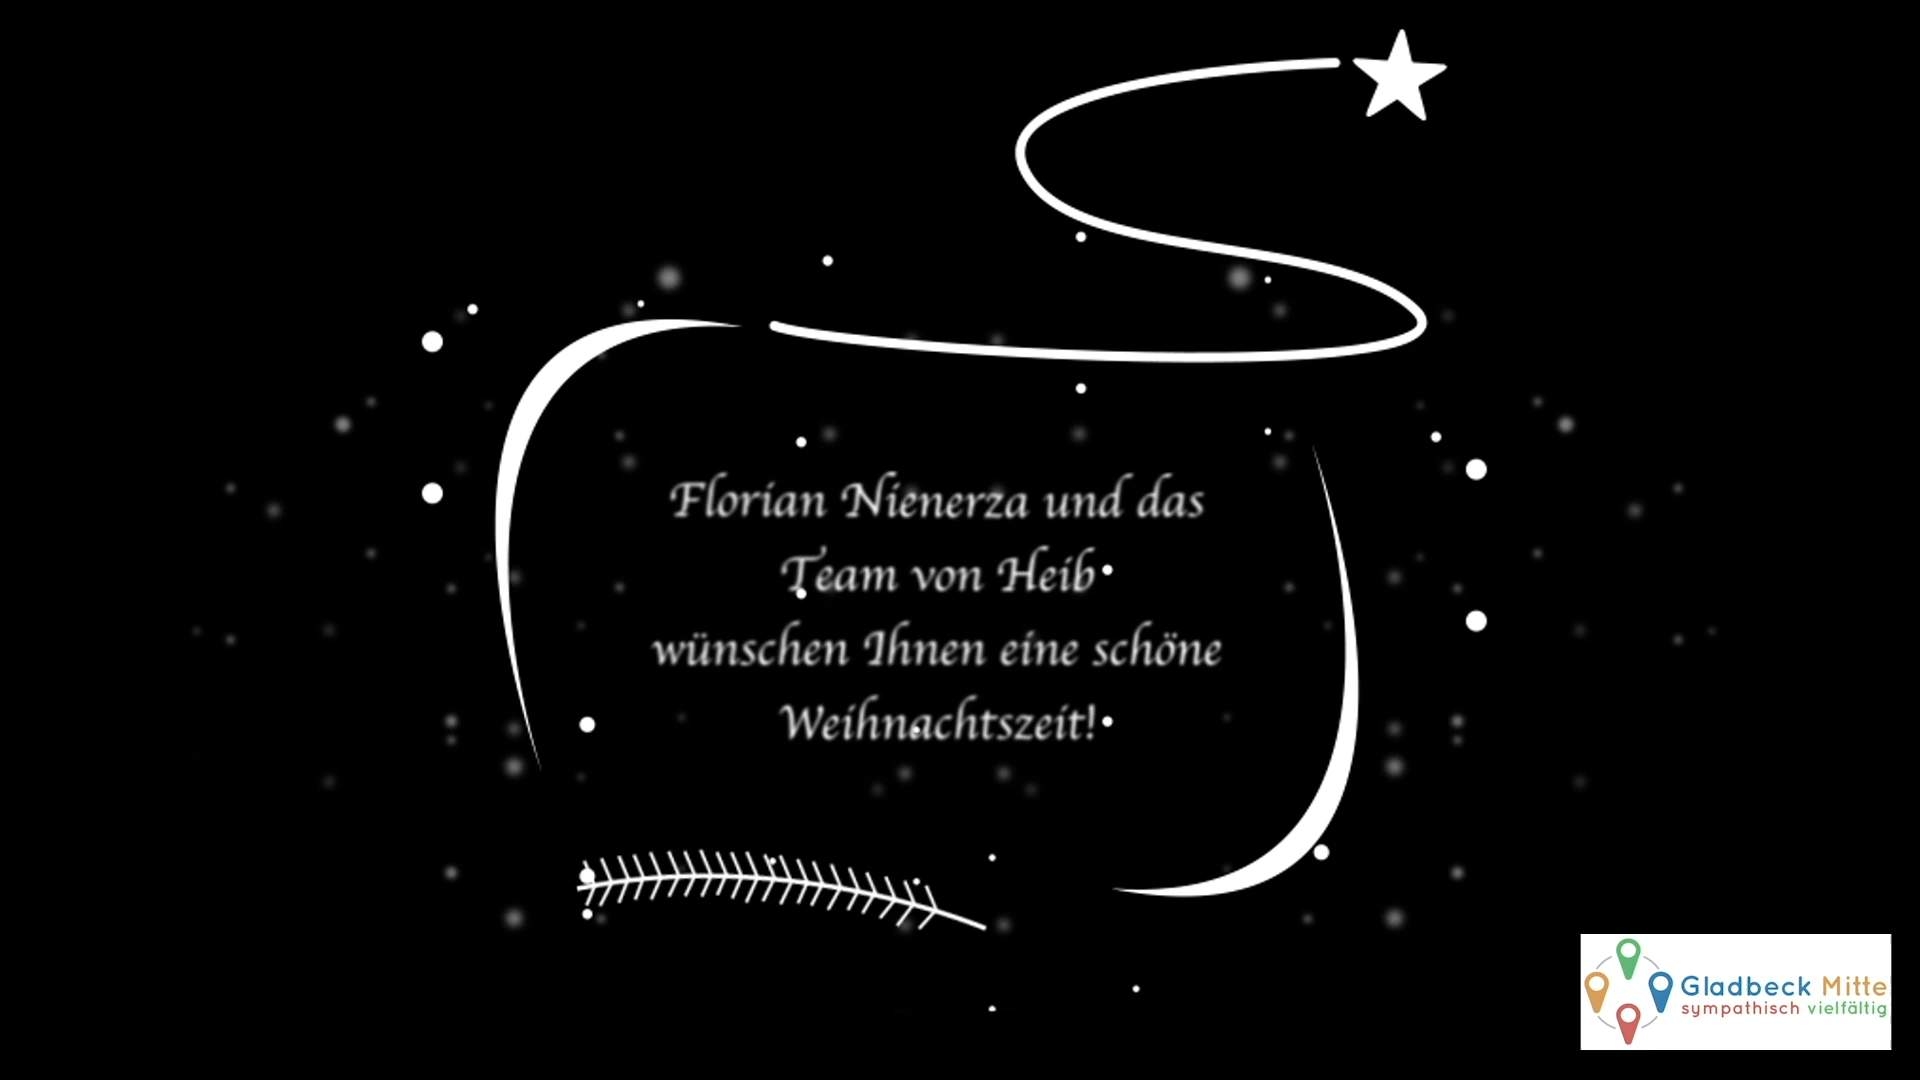 Florian Nienerza und das
Team von Heib
wünschen Ihnen eine schöne
Weihnachtszeit!
Gladbeck Mitte
sympathisch vielfältig